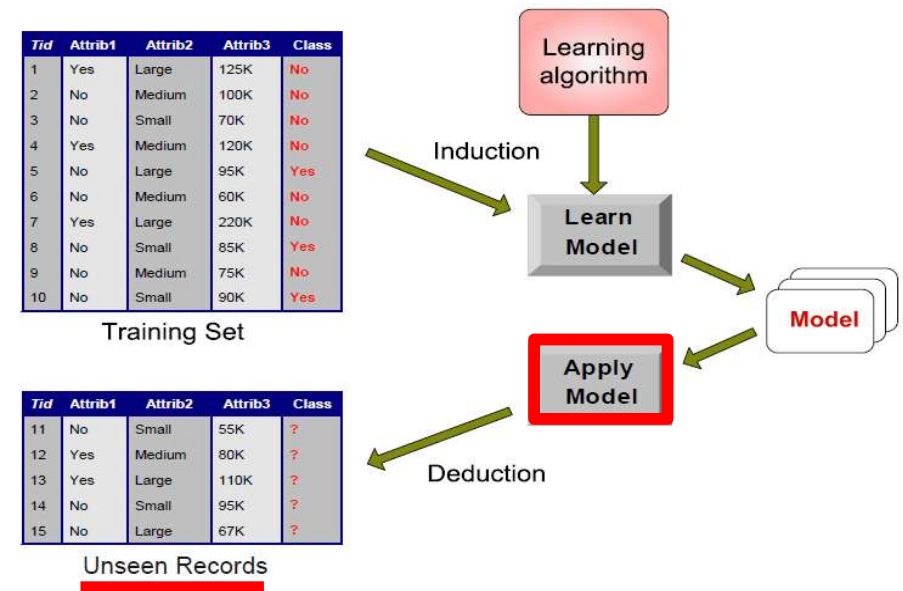 Tid Attrib1 Attrib2 Attrib3 Class
1 Yes Large 125K No
2 No Medium 100K No
3 No Small 70K No
4 Yes Medium 120K No
5 No Large 95K Yes
6 No Medium 60K No
7 Yes Large 220K No
8 No Small 85K Yes
9 No Medium 75K No
10 No Small 90K Yes
Training Set
Learning
algorithm
Induction
Learn
Model
Model
Apply
Model
Deduction
Tid Attrib1 Attrib2 Attrib3 Class
11 No Small 55K ?
12 Yes Medium 80K ?
13 Yes Large 110K ?
14 No Small 95K ?
15 No Large 67K ?
Unseen Records